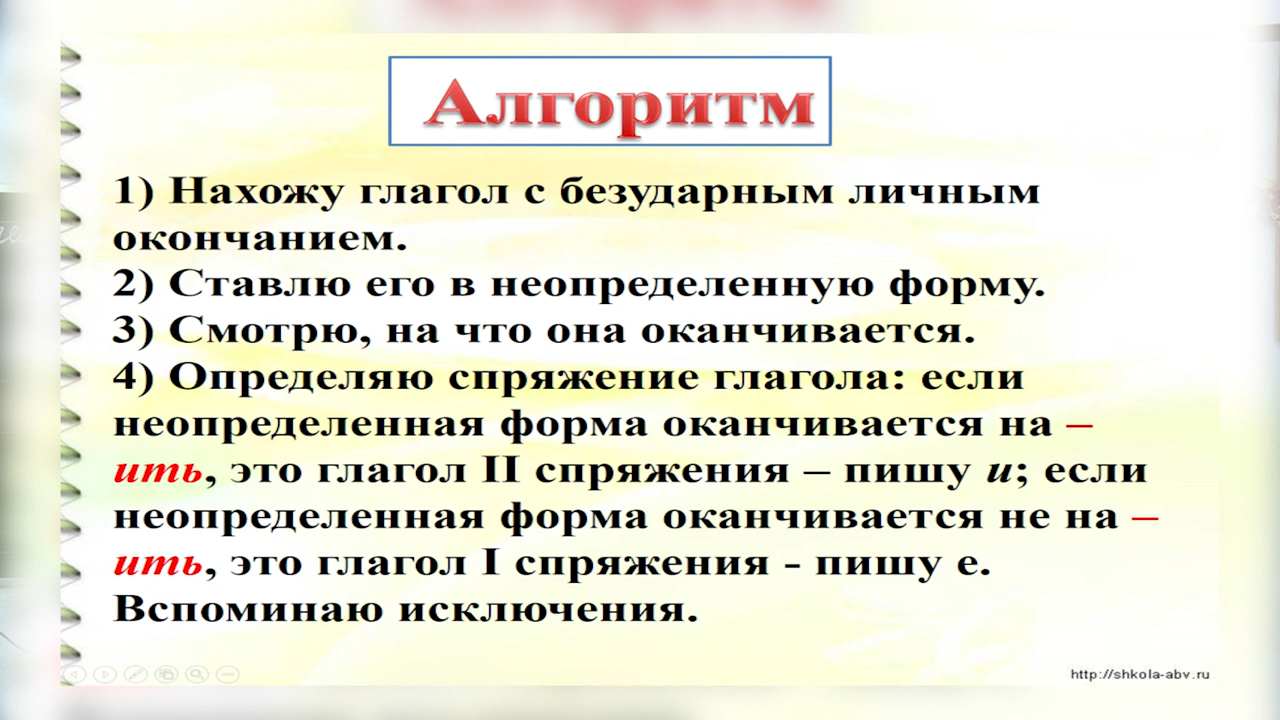 Алгоритм
1) Нахожу глагол с безударным личным
окончанием.
2) Ставлю его в неопределенную форму.
3) Смотрю, на что она оканчивается.
4) Определяю спряжение глагола: если
неопределенная форма оканчивается на –
ить, это глагол II спряжения – пишу и; если
неопределенная форма оканчивается не на –
ить, это глагол I спряжения - пишу е.
Вспоминаю исключения.
http://shkola-abv.ru